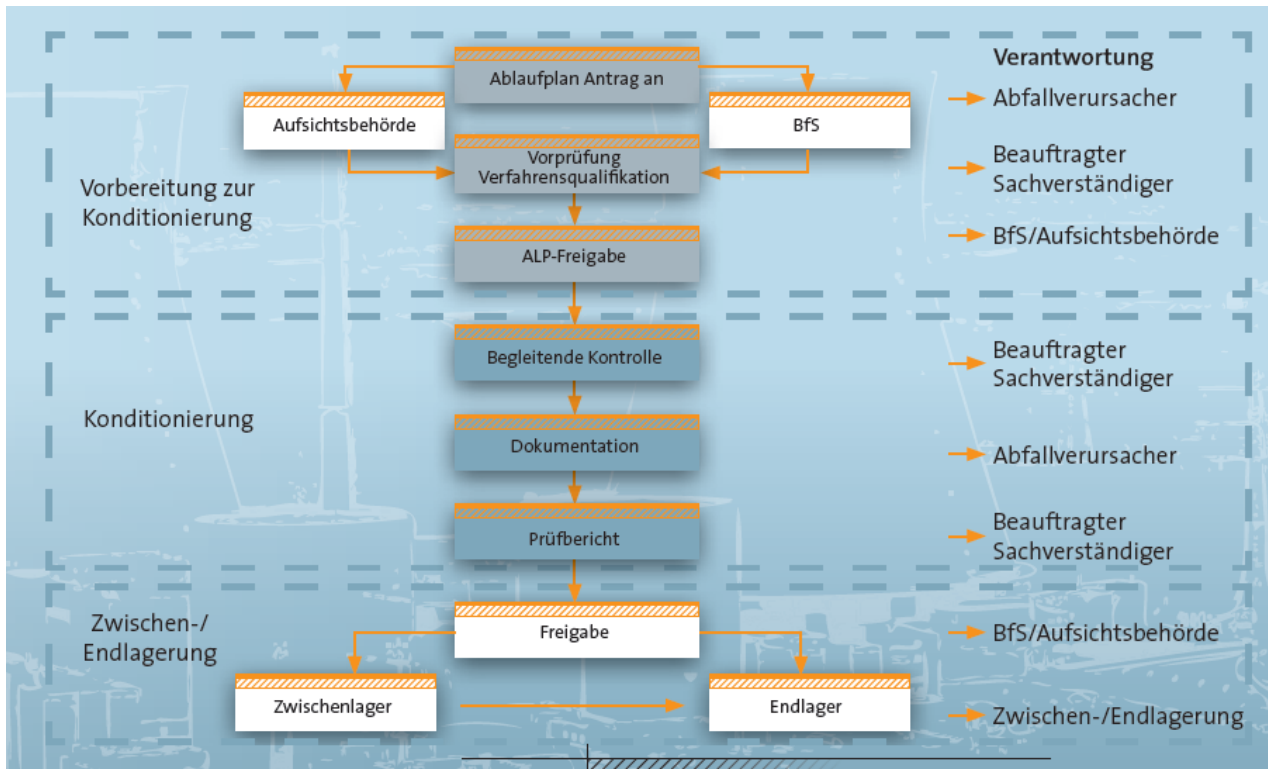 Verantwortung
Ablaufplan Antrag an
Abfallverursacher
Aufsichtsbehörde
BfS
Vorprüfung
Verfahrensqualifikation
Beauftragter
Sachverständiger
Vorbereitung zur
Konditionierung
BfS/Aufsichtsbehörde
ALP-Freigabe
Begleitende Kontrolle
Beauftragter
Sachverständiger
Konditionierung
Dokumentation
Abfallverursacher
Prüfbericht
Beauftragter
Sachverständiger
Zwischen-/
Endlagerung
Freigabe
BfS/Aufsichtsbehörde
Zwischenlager
Endlager
Zwischen-/Endlagerung